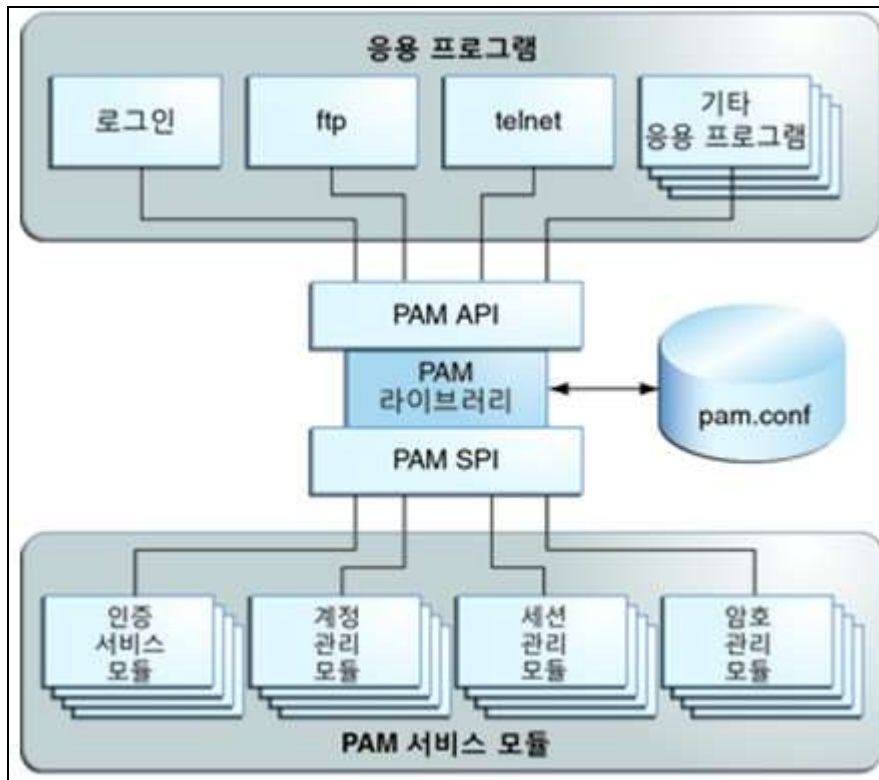 응용 프로그램
로그인
ftp
telnet
기타
응용 프로그램
PAM API
PAM
라이브러리
pam.conf
PAM SPI
인증
서비스
모듈
계정
관리
모듈
세션
관리
모듈
암호
관리
모듈
PAM 서비스 모듈